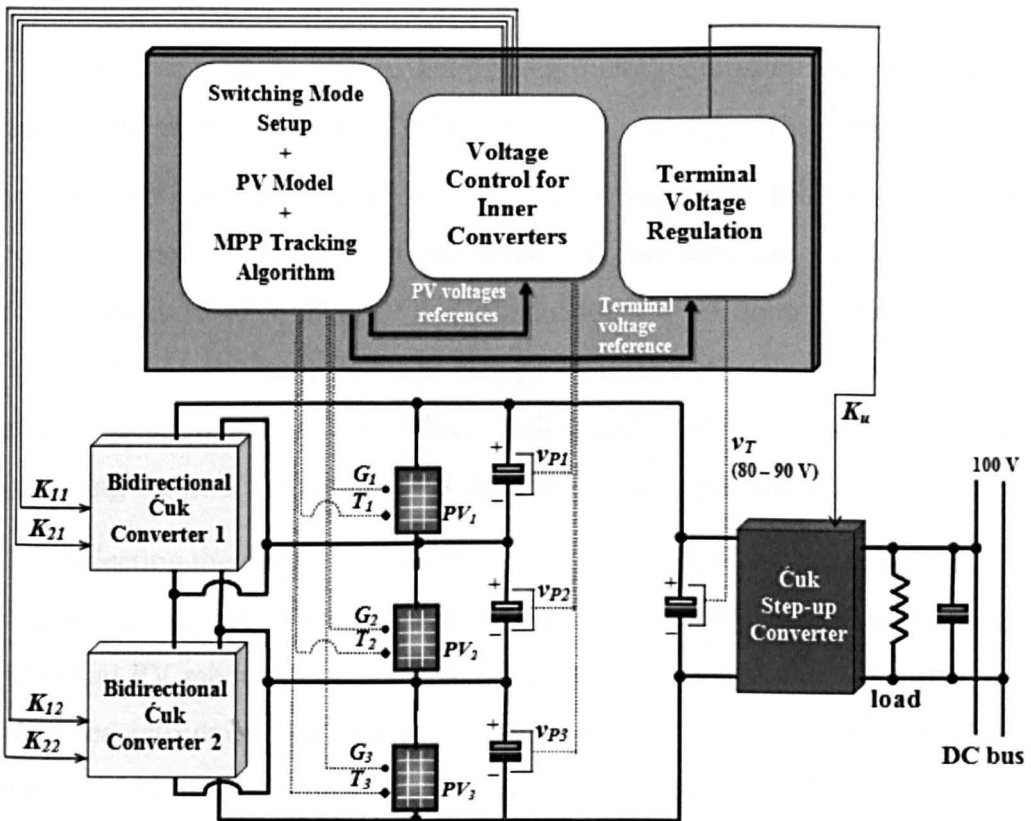 Switching Mode
Setup
+
PV Model
+
MPP Tracking
Algorithm
Voltage
Control for
Inner
Converters
Terminal
Voltage
Regulation
PV voltages
references
Terminal
voltage
reference
K11
K21
Bidirectional
Ćuk
Converter 1
K12
K22
Bidirectional
Ćuk
Converter 2
G1
T1
PV1
G2
T2
PV2
G3
T3
PV3
+
vP1
−
+
vP2
−
+
vP3
−
vT
(80 – 90 V)
+
−
Ku
Ćuk
Step-up
Converter
load
100 V
DC bus